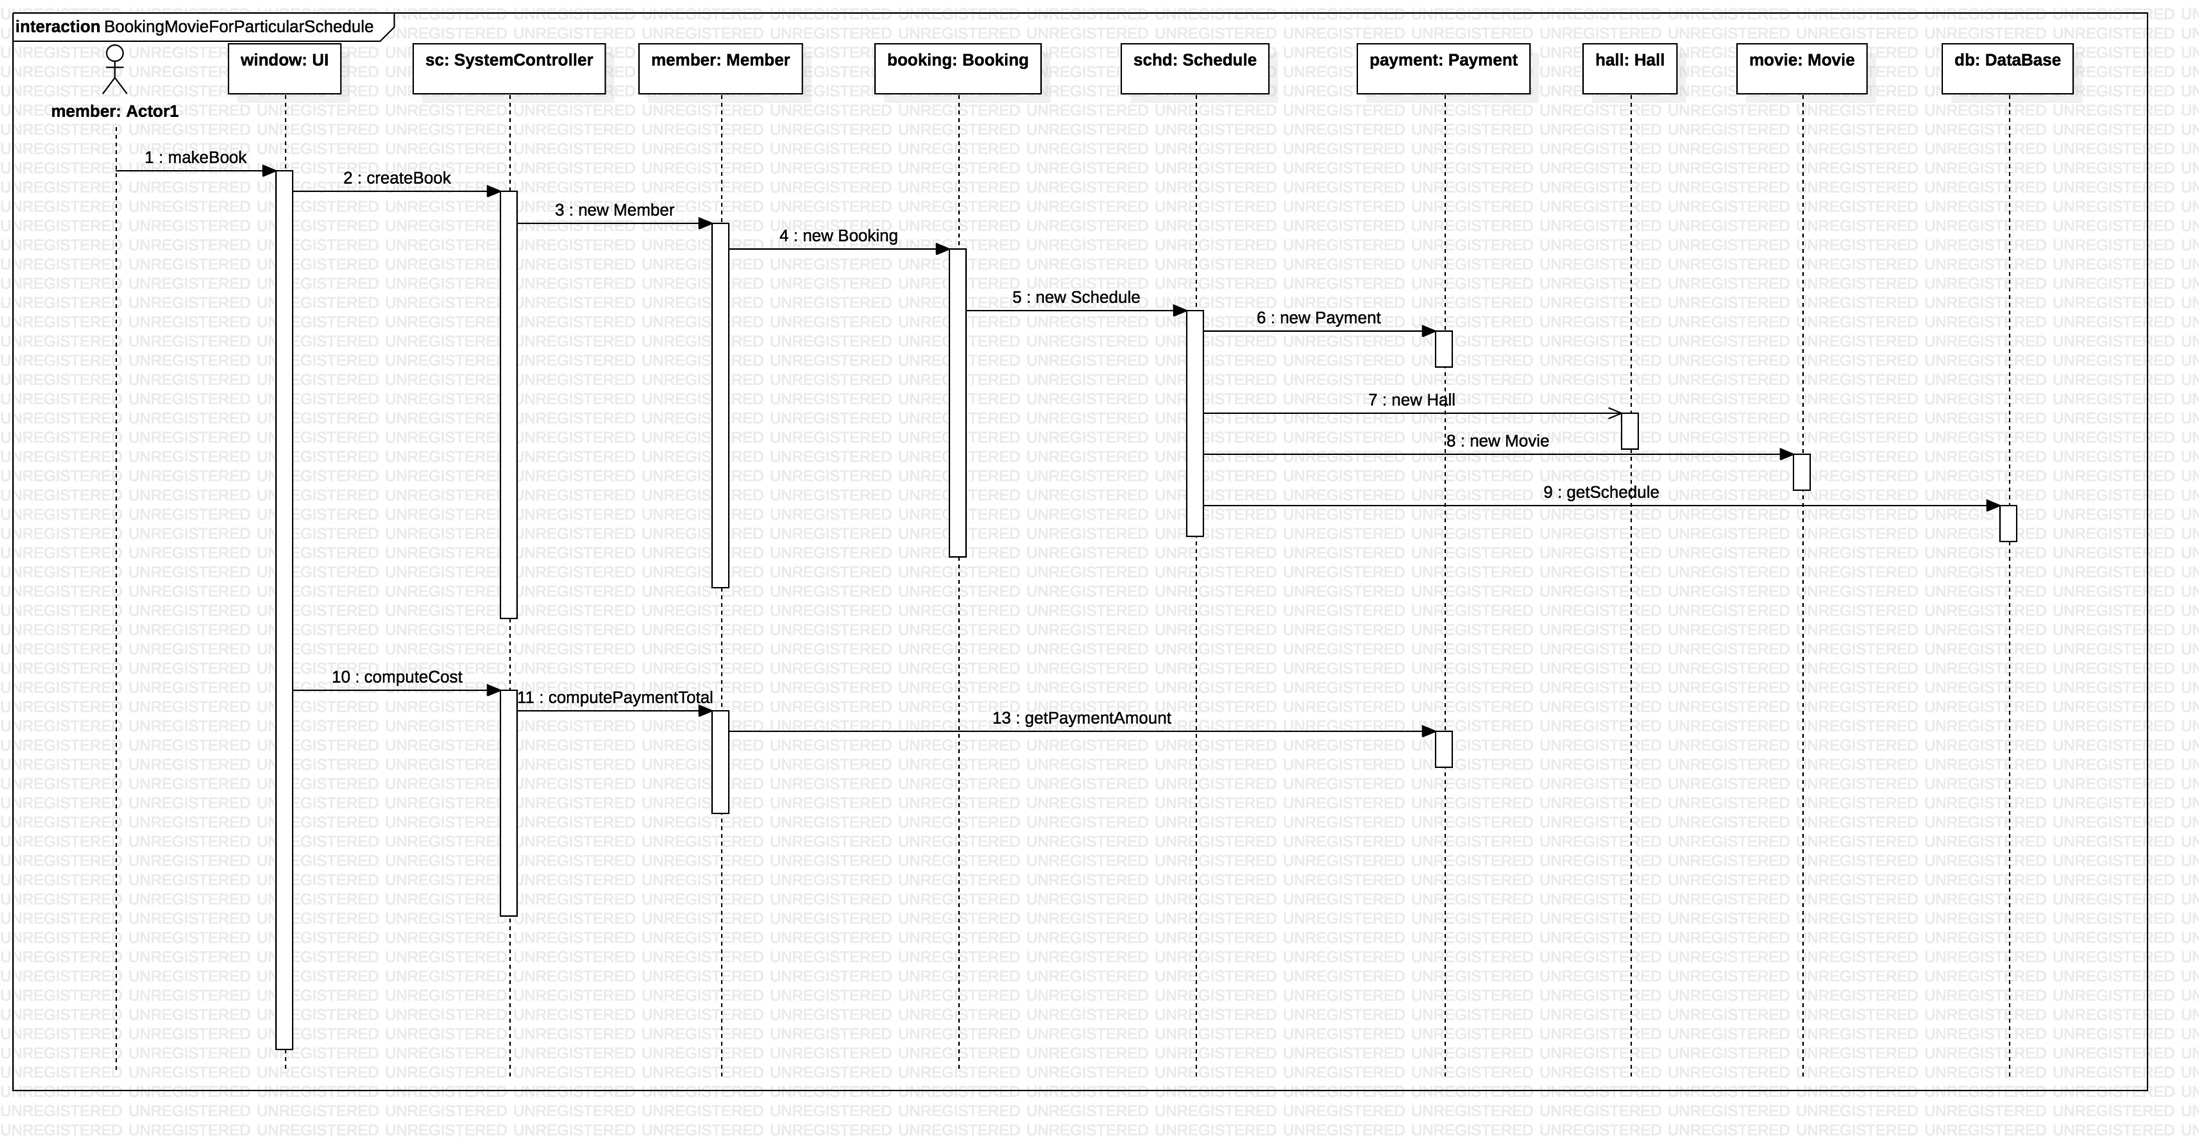 interaction BookingMovieForParticularSchedule
window: UI
sc: SystemController
member: Member
booking: Booking
schd: Schedule
payment: Payment
hall: Hall
movie: Movie
db: DataBase
member: Actor1
1 : makeBook
2 : createBook
3 : new Member
4 : new Booking
5 : new Schedule
6 : new Payment
7 : new Hall
8 : new Movie
9 : getSchedule
10 : computeCost
11 : computePaymentTotal
13 : getPaymentAmount
UNREGISTERED